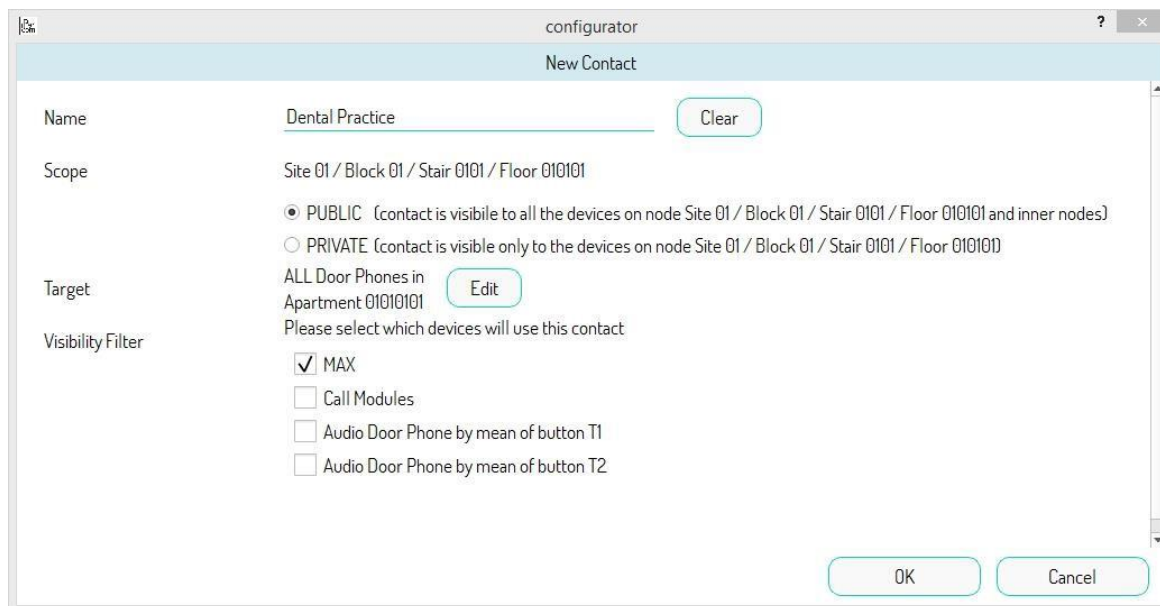 configurator ?
New Contact
Name Dental Practice Clear
Scope Site 01 / Block 01 / Stair 0101 / Floor 010101
PUBLIC (contact is visibile to all the devices on node Site 01 / Block 01 / Stair 0101 / Floor 010101 and inner nodes)
PRIVATE (contact is visible only to the devices on node Site 01 / Block 01 / Stair 0101 / Floor 010101)
Target ALL Door Phones in
Apartment 01010101 Edit
Visibility Filter Please select which devices will use this contact
MAX
Call Modules
Audio Door Phone by mean of button T1
Audio Door Phone by mean of button T2
OK Cancel